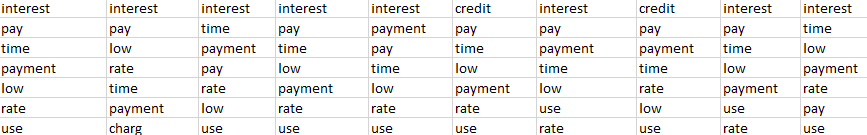 interest interest interest interest interest credit interest credit interest interest
pay pay time pay payment pay pay pay pay time
time low payment time pay time payment payment time low
payment rate pay low time low time time low payment
low time rate payment low payment low rate payment rate
rate payment low rate rate rate use low use pay
use charg use use use use rate use rate use